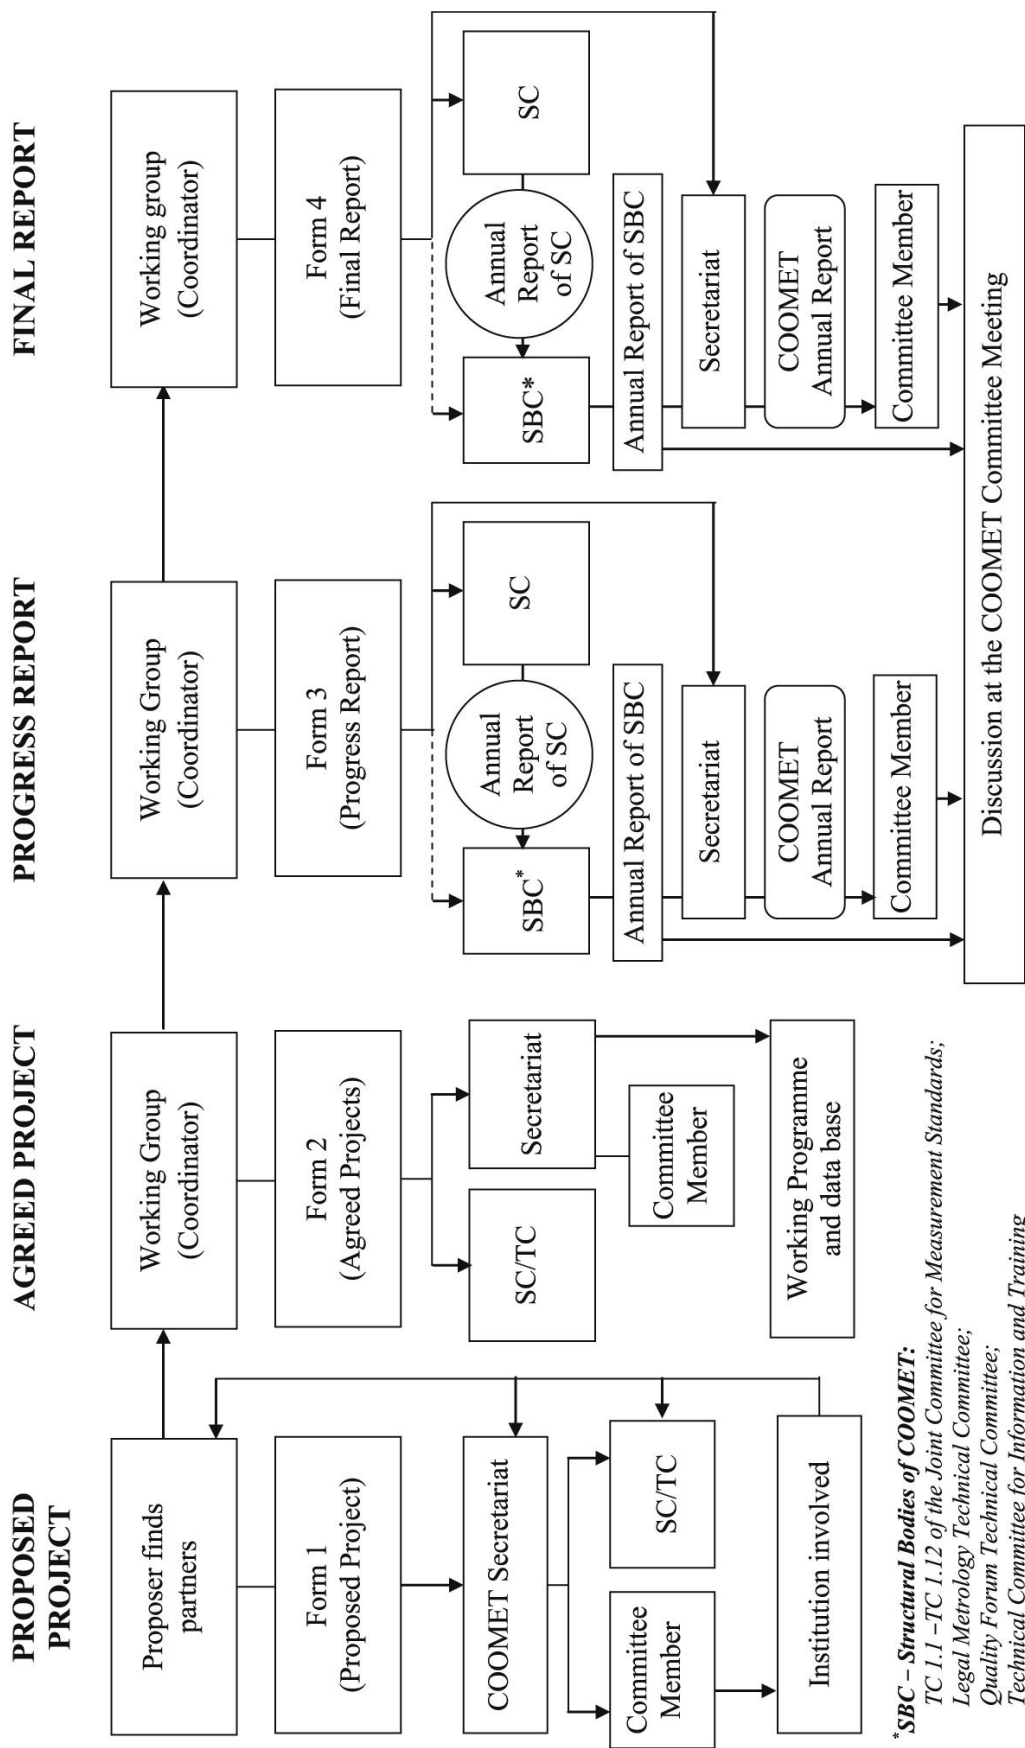 PROPOSED
PROJECT
Proposer finds
partners
Form 1
(Proposed Project)
COOMET Secretariat
Committee
Member
SC/TC
Institution involved
AGREED PROJECT
Working Group
(Coordinator)
Form 2
(Agreed Projects)
SC/TC
Secretariat
Committee
Member
Working Programme
and data base
PROGRESS REPORT
Working Group
(Coordinator)
Form 3
(Progress Report)
SBC*
Annual
Report
of SC
SC
Annual Report of SBC
Secretariat
COOMET
Annual Report
Committee Member
FINAL REPORT
Working group
(Coordinator)
Form 4
(Final Report)
SBC*
Annual
Report
of SC
SC
Annual Report of SBC
Secretariat
COOMET
Annual Report
Committee Member
Discussion at the COOMET Committee Meeting
*SBC – Structural Bodies of COOMET:
TC 1.1 –TC 1.12 of the Joint Committee for Measurement Standards;
Legal Metrology Technical Committee;
Quality Forum Technical Committee;
Technical Committee for Information and Training